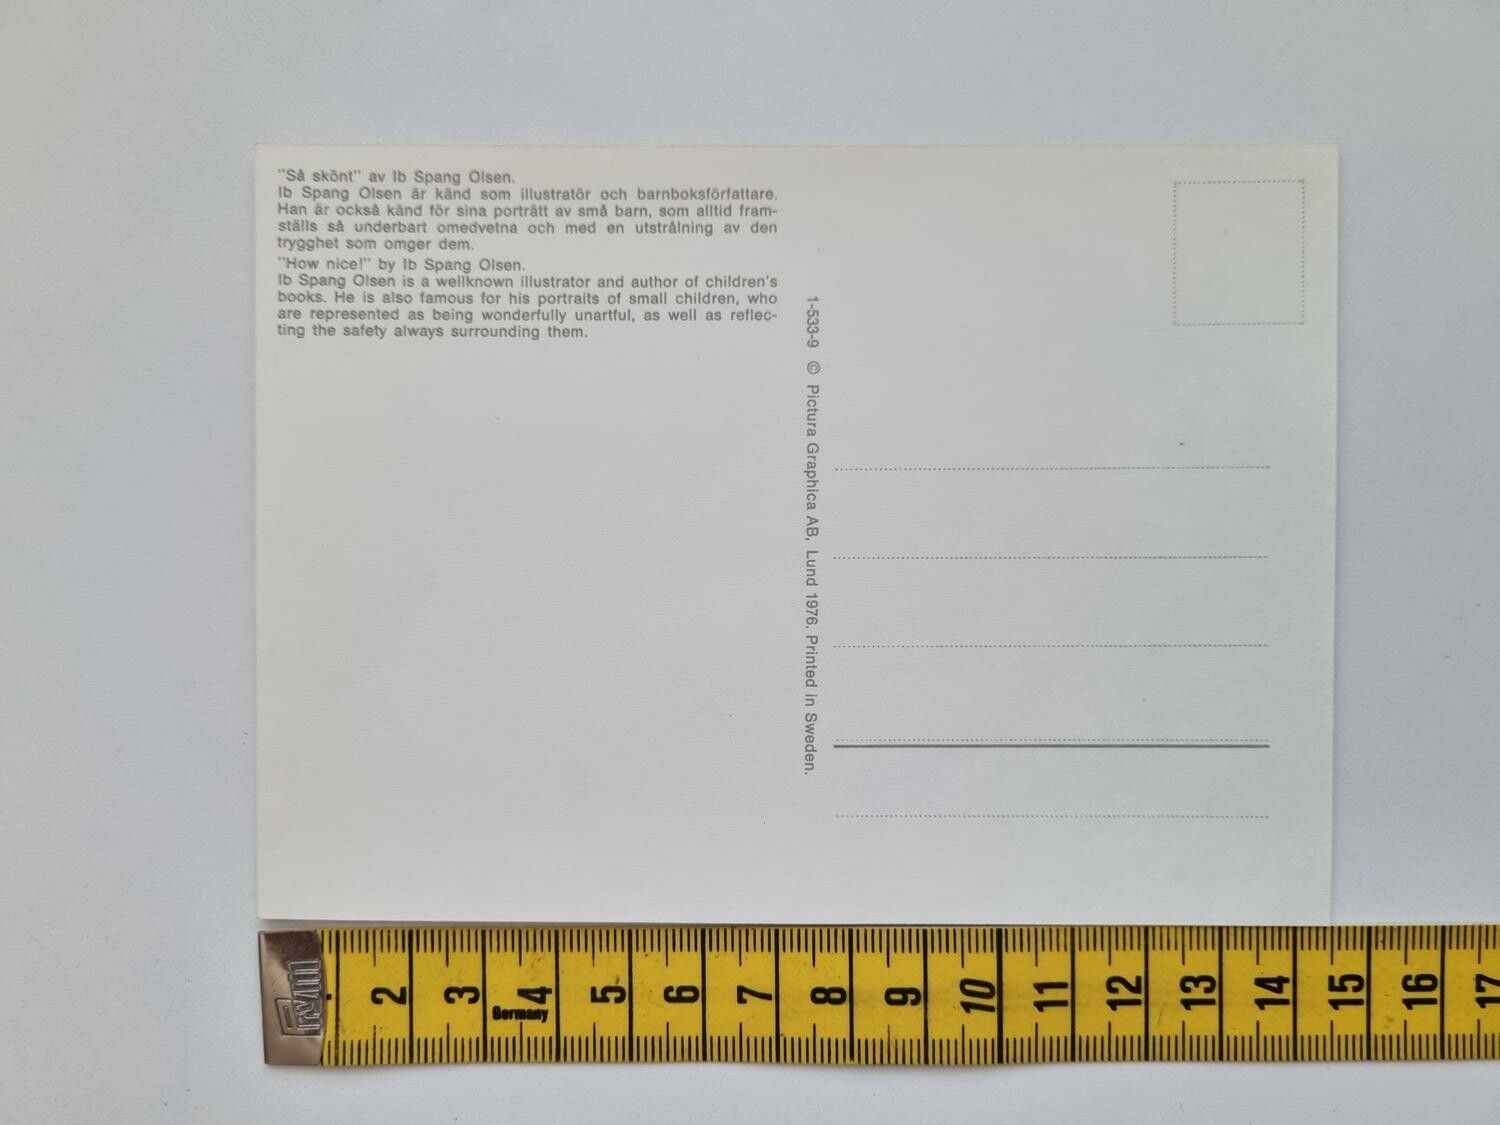 "Så skönt" av Ib Spang Olsen.
Ib Spang Olsen är känd som illustratör och barnboksförfattare.
Han är också känd för sina porträtt av små barn, som alltid fram-
ställs så underbart omedvetna och med en utstrålning av den
trygghet som omger dem.
"How nice!" by Ib Spang Olsen.
Ib Spang Olsen is a wellknown illustrator and author of children's
books. He is also famous for his portraits of small children, who
are represented as being wonderfully unartful, as well as reflec-
ting the safety always surrounding them.
1-533-9 © Pictura Graphica AB, Lund 1976. Printed in Sweden.
Prym 2 3 4 5 6 7 8 9 10 11 12 13 14 15 16 17
Germany